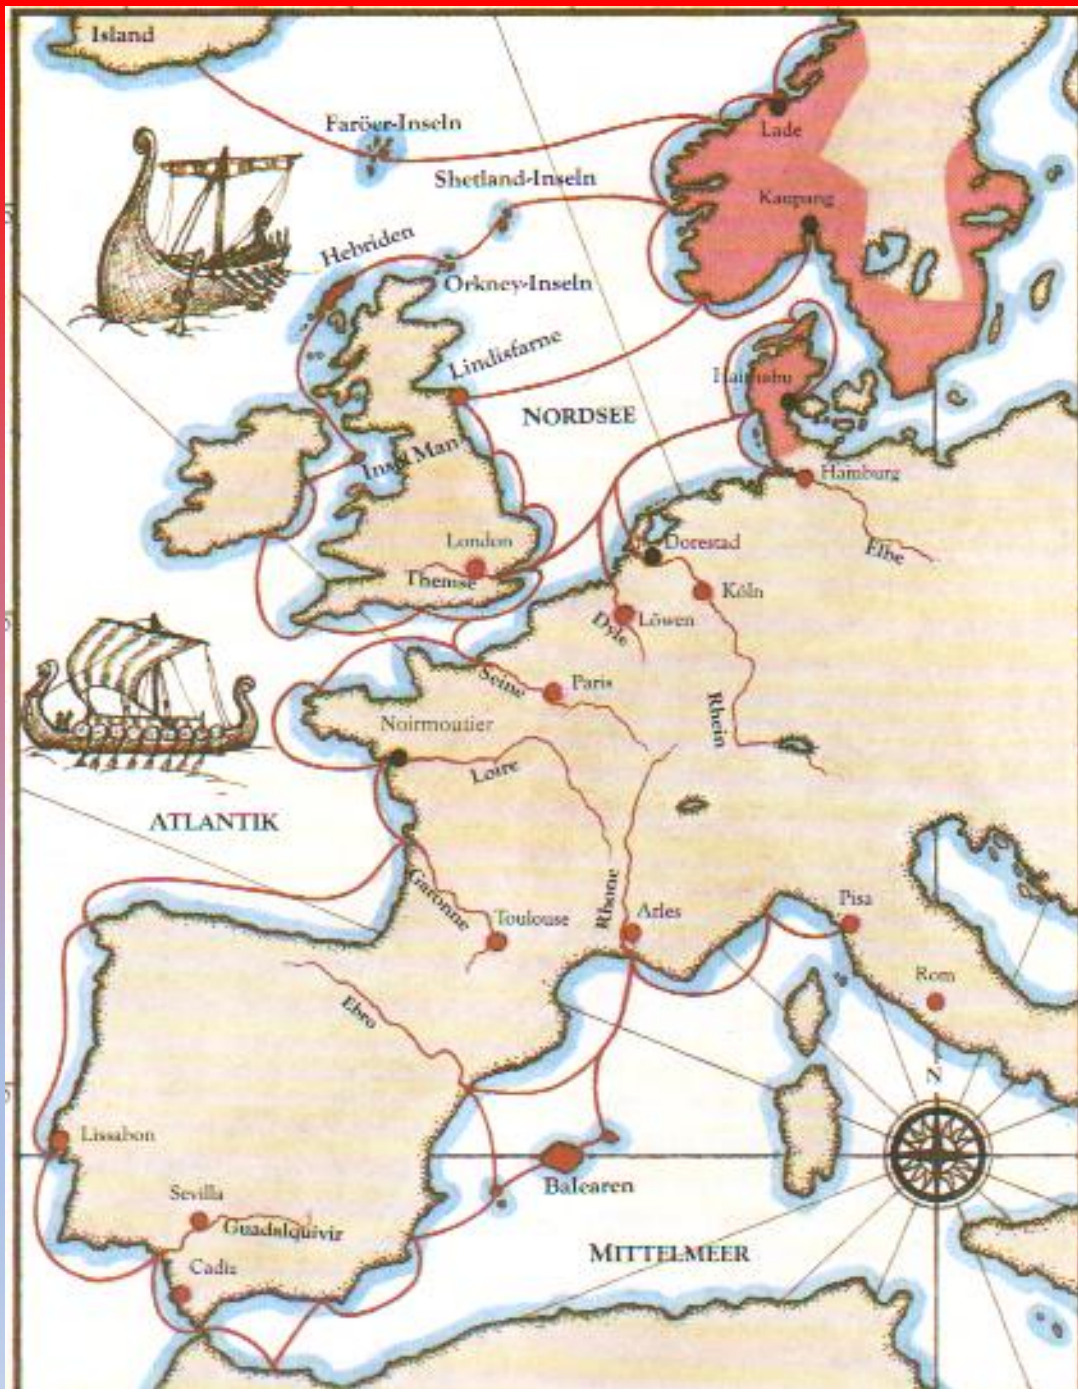 Island
Faröer-Inseln
Lade
Shetland-Inseln
Kaupang
Hebriden
Orkney-Inseln
Lindisfarne
Haithabu
NORDSEE
Insel Man
Hamburg
London
Dorestad
Elbe
Themse
Köln
Dyle
Löwen
Seine
Paris
Rhein
Noirmoutier
Loire
ATLANTIK
Garonne
Toulouse
Rhone
Arles
Pisa
Rom
Ebro
N
Lissabon
Balearen
Sevilla
Guadalquivir
MITTELMEER
Cadiz